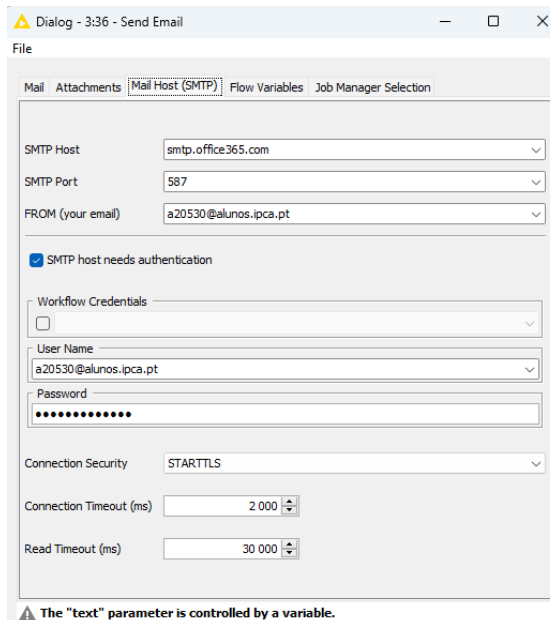 Dialog - 3:36 - Send Email
File
Mail Attachments Mail Host (SMTP) Flow Variables Job Manager Selection
SMTP Host smtp.office365.com
SMTP Port 587
FROM (your email) a20530@alunos.ipca.pt
SMTP host needs authentication
Workflow Credentials
User Name
a20530@alunos.ipca.pt
Password
•••••••••••••
Connection Security STARTTLS
Connection Timeout (ms) 2 000
Read Timeout (ms) 30 000
The "text" parameter is controlled by a variable.